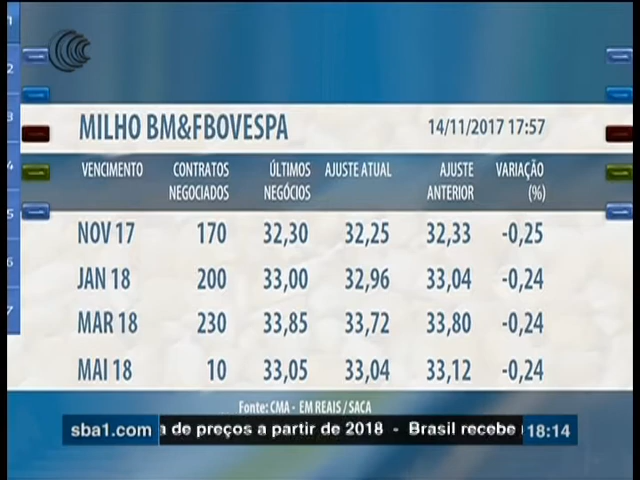 MILHO BM&FBOVESPA 14/11/2017 17:57
VENCIMENTO CONTRATOS NEGOCIADOS ÚLTIMOS NEGÓCIOS AJUSTE ATUAL AJUSTE ANTERIOR VARIAÇÃO (%)
NOV 17 170 32,30 32,25 32,33 -0,25
JAN 18 200 33,00 32,96 33,04 -0,24
MAR 18 230 33,85 33,72 33,80 -0,24
MAI 18 10 33,05 33,04 33,12 -0,24
Fonte: CMA - EM REAIS / SACA
sba1.com a de preços a partir de 2018 - Brasil recebe 18:14
1
2
3
4
5
6
7